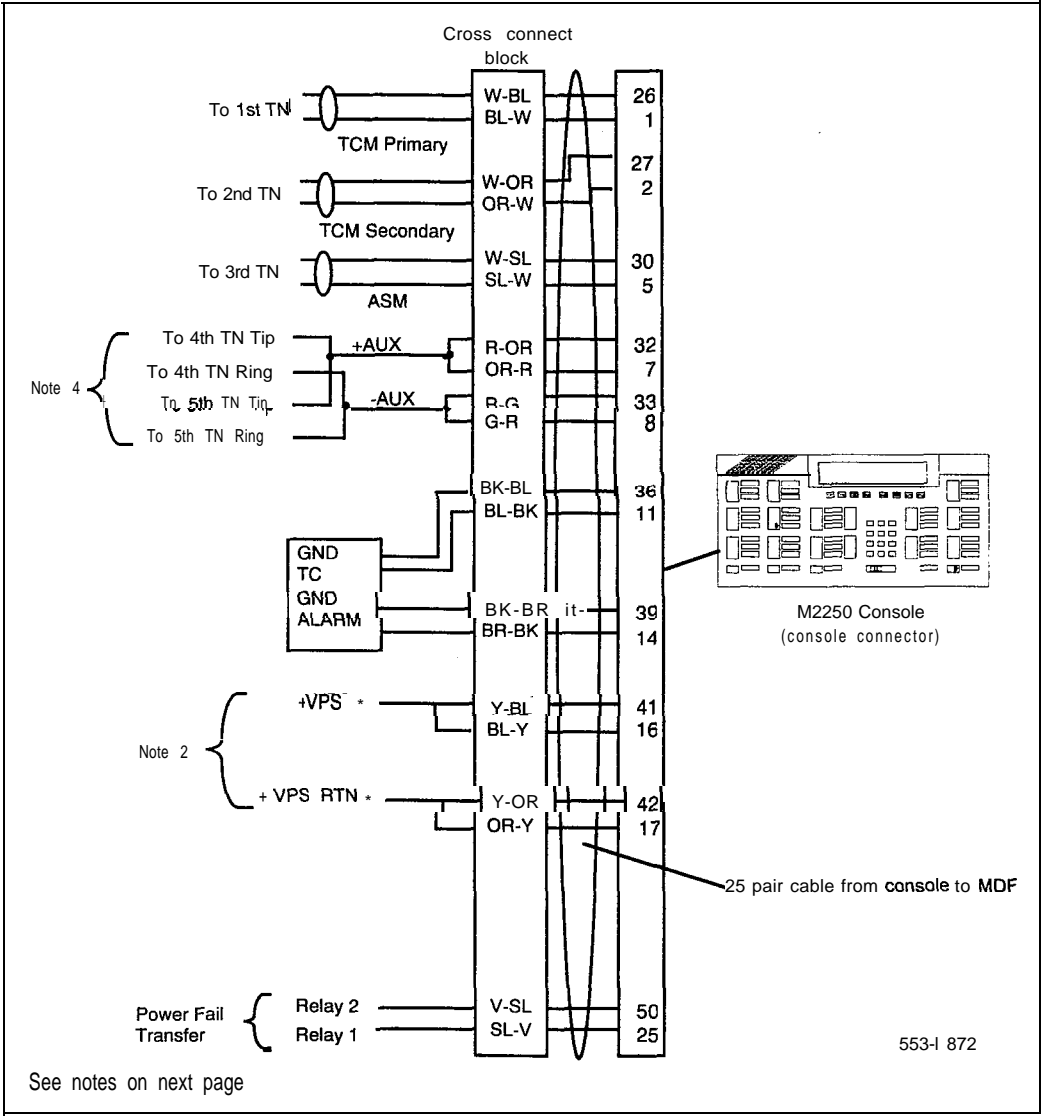 Cross connect
block
To 1st TN
W-BL
26
BL-W
1
TCM Primary
27
To 2nd TN
W-OR
2
OR-W
TCM Secondary
To 3rd TN
W-SL
30
SL-W
5
ASM
To 4th TN Tip
+AUX
R-OR
32
To 4th TN Ring
OR-R
7
Note 4
To 5th TN Tip
-AUX
R-G
33
G-R
8
To 5th TN Ring
BK-BL
36
BL-BK
11
GND
TC
GND
BK-BR it-
39
ALARM
BR-BK
14
M2250 Console
(console connector)
+VPS *
Y-BL
41
BL-Y
16
Note 2
+ VPS RTN *
Y-OR
42
OR-Y
17
25 pair cable from console to MDF
Power Fail
Transfer
Relay 2
V-SL
50
Relay 1
SL-V
25
553-I 872
See notes on next page